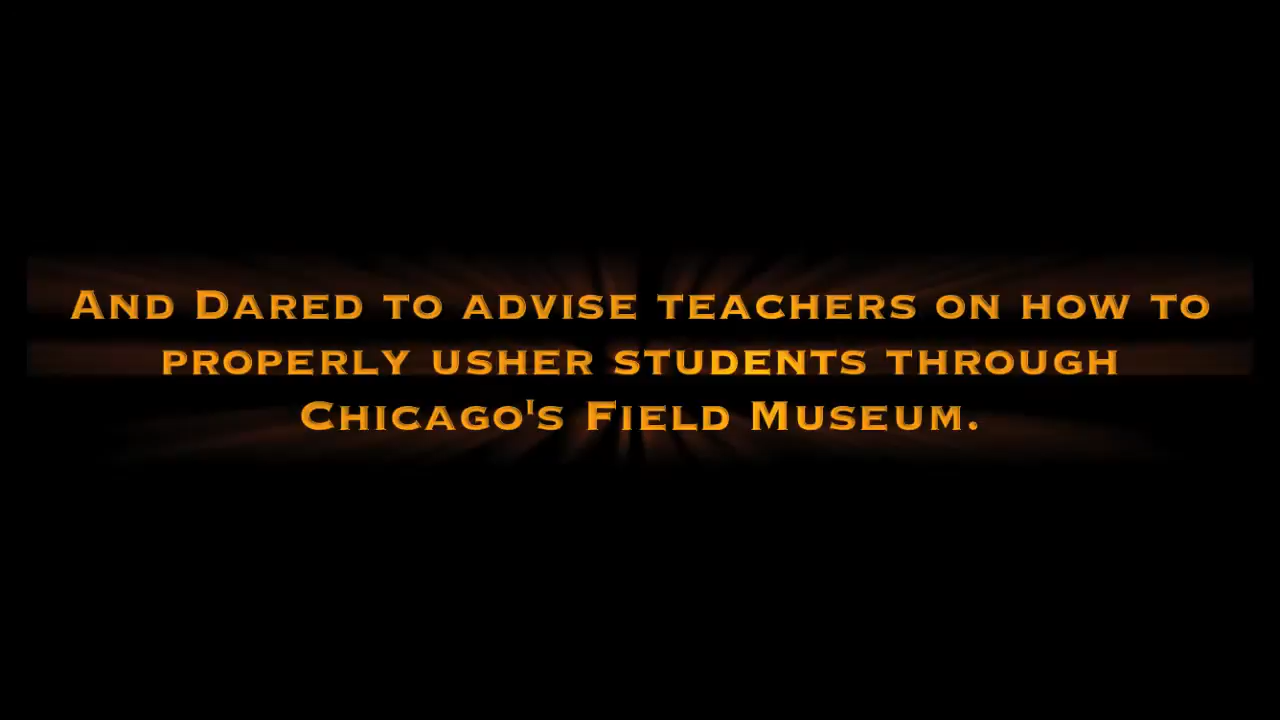 And Dared to advise teachers on how to
properly usher students through
Chicago's Field Museum.